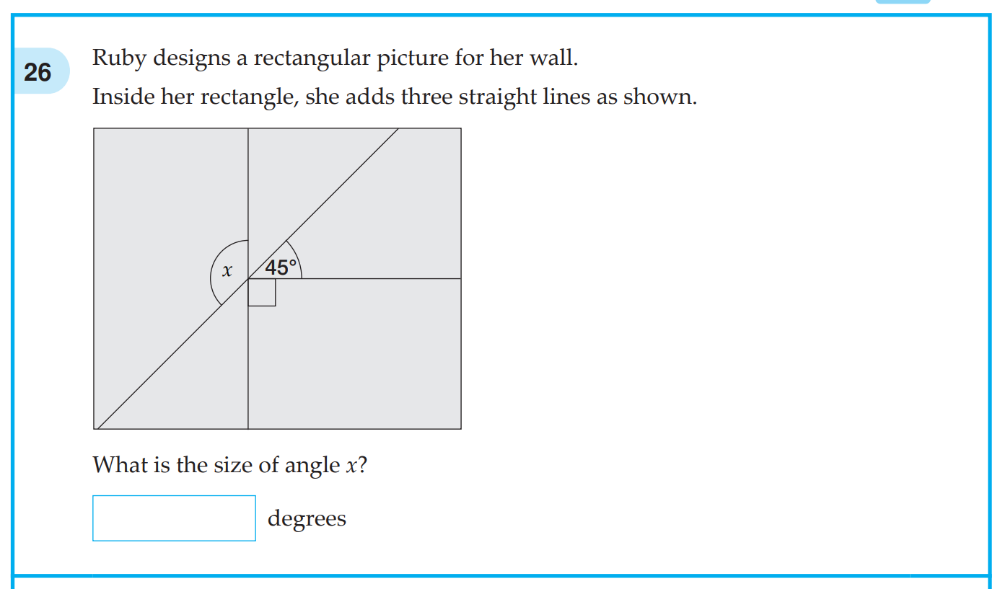 26
Ruby designs a rectangular picture for her wall.
Inside her rectangle, she adds three straight lines as shown.
x
45°
What is the size of angle x?
degrees